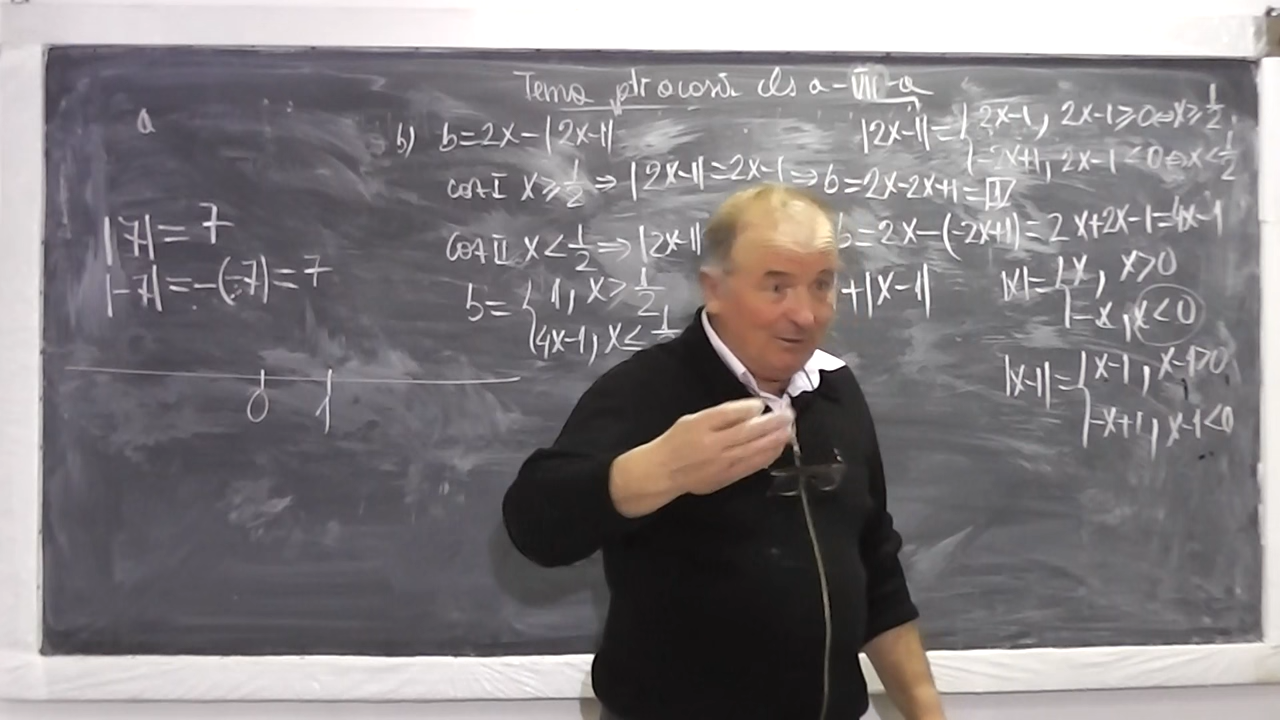 Tema ptr acasă cls a-VII-a
a
b) b=2x-|2x-1|
|2x-1|={2x-1, 2x-1≥0⇔x≥1/2
-2x+1, 2x-1<0⇔x<1/2
caz I x≥1/2 ⇒ |2x-1|=2x-1 ⇒ b=2x-2x+1=
|7|=7
caz II x<1/2 ⇒ |2x-1| b=2x-(-2x+1)=2x+2x-1=4x-1
|-7|=-(-7)=7
b={1, x>1/2
4x-1, x≤1
+|x-1|
|x|={x, x>0
-x, x<0
|x-1|={x-1, x-1>0
-x+1, x-1<0
0 1